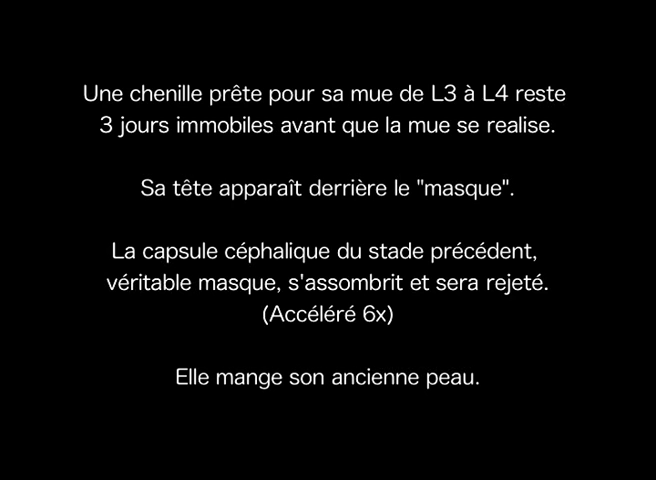 Une chenille prête pour sa mue de L3 à L4 reste
3 jours immobiles avant que la mue se realise.
Sa tête apparaît derrière le "masque".
La capsule céphalique du stade précédent,
véritable masque, s'assombrit et sera rejeté.
(Accéléré 6x)
Elle mange son ancienne peau.